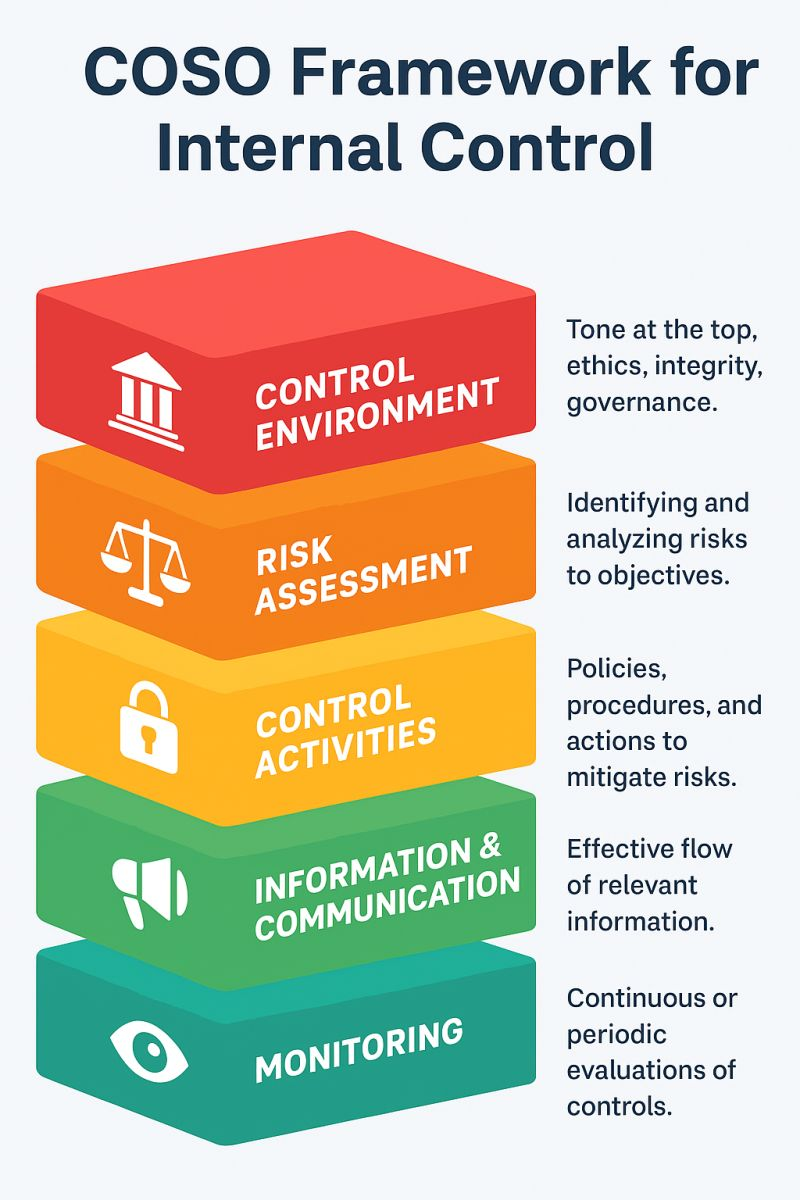 COSO Framework for
Internal Control
CONTROL
ENVIRONMENT
Tone at the top,
ethics, integrity,
governance.
RISK
ASSESSMENT
Identifying and
analyzing risks
to objectives.
CONTROL
ACTIVITIES
Policies,
procedures, and
actions to
mitigate risks.
INFORMATION &
COMMUNICATION
Effective flow
of relevant
information.
MONITORING
Continuous or
periodic
evaluations of
controls.